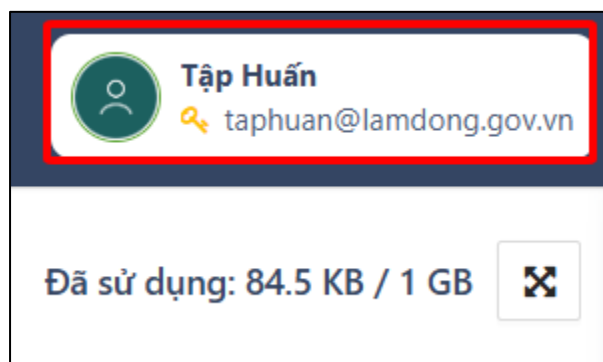 Tập Huấn
taphuan@lamdong.gov.vn
Đã sử dụng: 84.5 KB / 1 GB